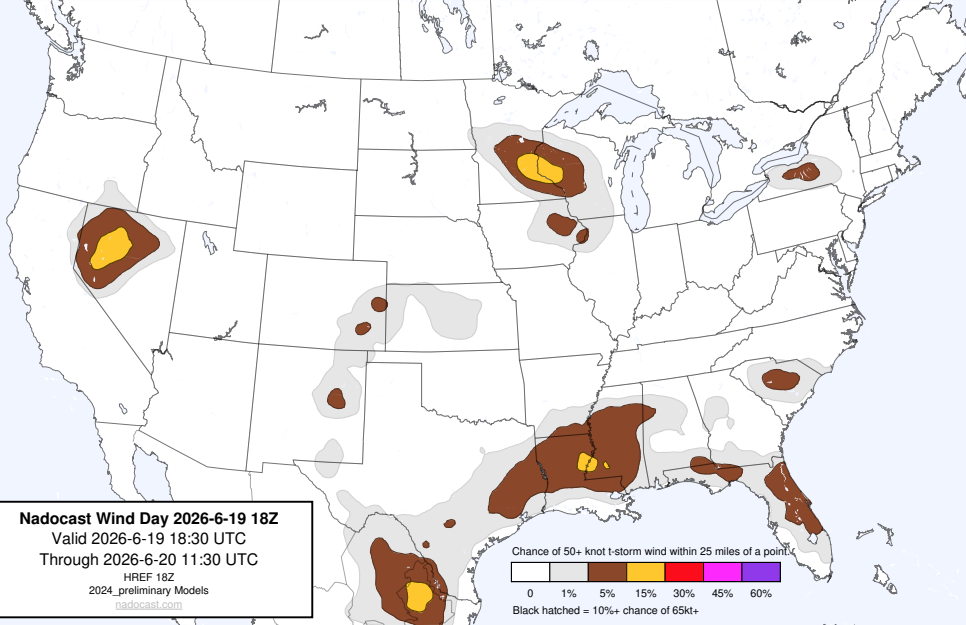 Nadocast Wind Day 2026-6-19 18Z
Valid 2026-6-19 18:30 UTC
Through 2026-6-20 11:30 UTC
HREF 18Z
2024_preliminary Models
nadocast.com
Chance of 50+ knot t-storm wind within 25 miles of a point.
0 1% 5% 15% 30% 45% 60%
Black hatched = 10%+ chance of 65kt+